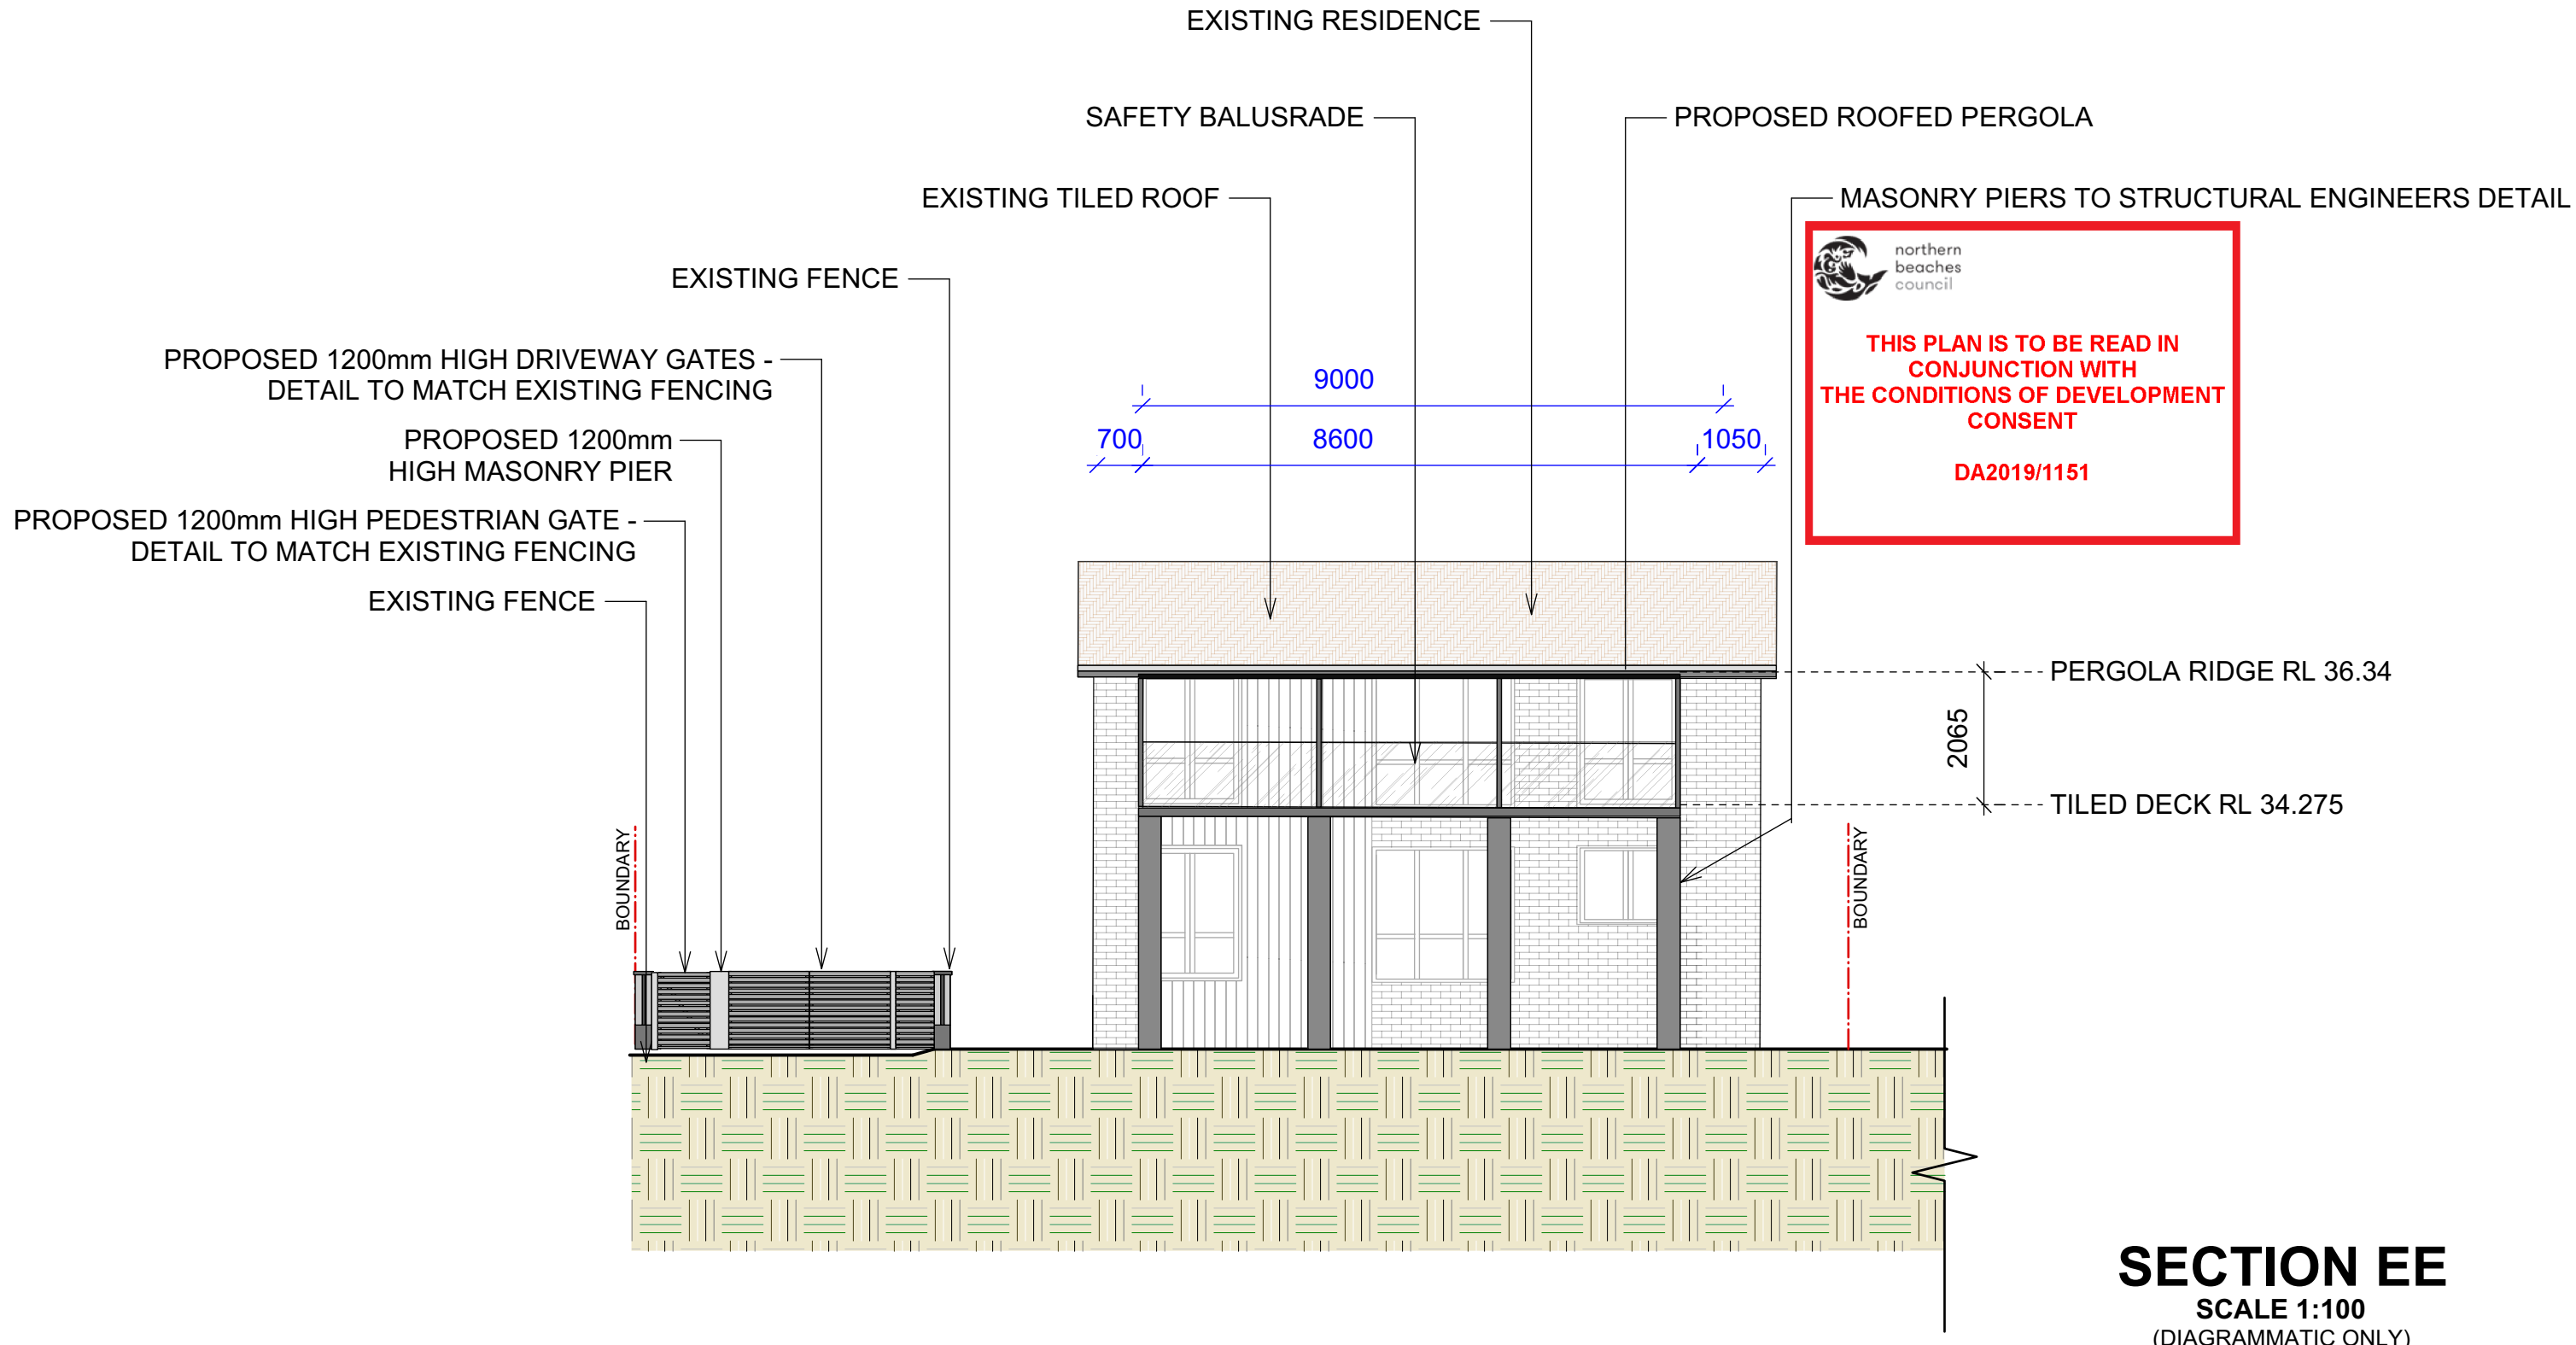 EXISTING RESIDENCE
SAFETY BALUSRADE
PROPOSED ROOFED PERGOLA
EXISTING TILED ROOF
MASONRY PIERS TO STRUCTURAL ENGINEERS DETAIL
northern
beaches
council
THIS PLAN IS TO BE READ IN
CONJUNCTION WITH
THE CONDITIONS OF DEVELOPMENT
CONSENT
DA2019/1151
EXISTING FENCE
PROPOSED 1200mm HIGH DRIVEWAY GATES -
DETAIL TO MATCH EXISTING FENCING
PROPOSED 1200mm
HIGH MASONRY PIER
PROPOSED 1200mm HIGH PEDESTRIAN GATE -
DETAIL TO MATCH EXISTING FENCING
EXISTING FENCE
9000
700
8600
1050
PERGOLA RIDGE RL 36.34
2065
TILED DECK RL 34.275
BOUNDARY
BOUNDARY
SECTION EE
SCALE 1:100
(DIAGRAMMATIC ONLY)